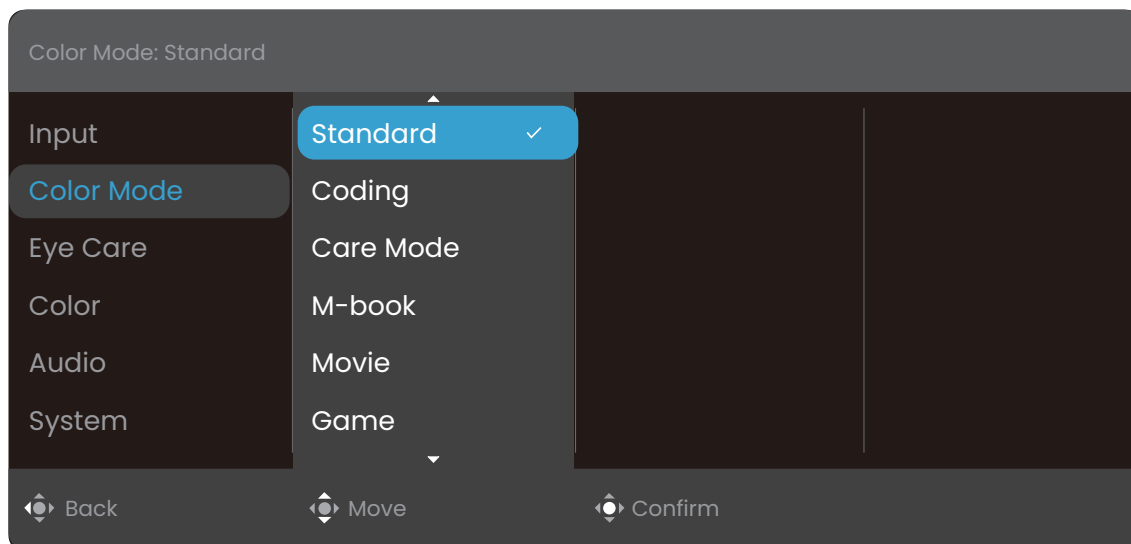 Color Mode: Standard
Input
Color Mode
Eye Care
Color
Audio
System
Standard
Coding
Care Mode
M-book
Movie
Game
Back
Move
Confirm